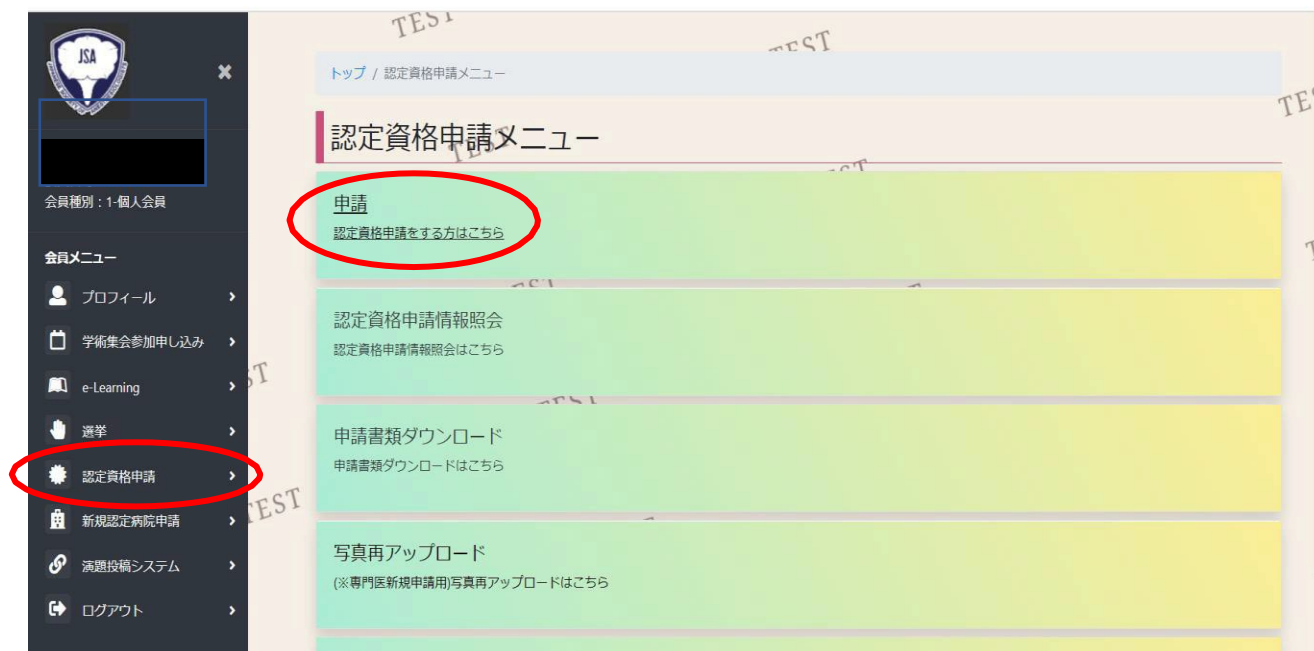 JSA
会員種別：1-個人会員
会員メニュー
プロフィール
学術集会参加申し込み
e-Learning
選挙
認定資格申請
新規認定病院申請
演題投稿システム
ログアウト
トップ / 認定資格申請メニュー
認定資格申請メニュー
申請
認定資格申請をする方はこちら
認定資格申請情報照会
認定資格申請情報照会はこちら
申請書類ダウンロード
申請書類ダウンロードはこちら
写真再アップロード
(※専門医新規申請用)写真再アップロードはこちら
TEST
TEST
TEST
TEST